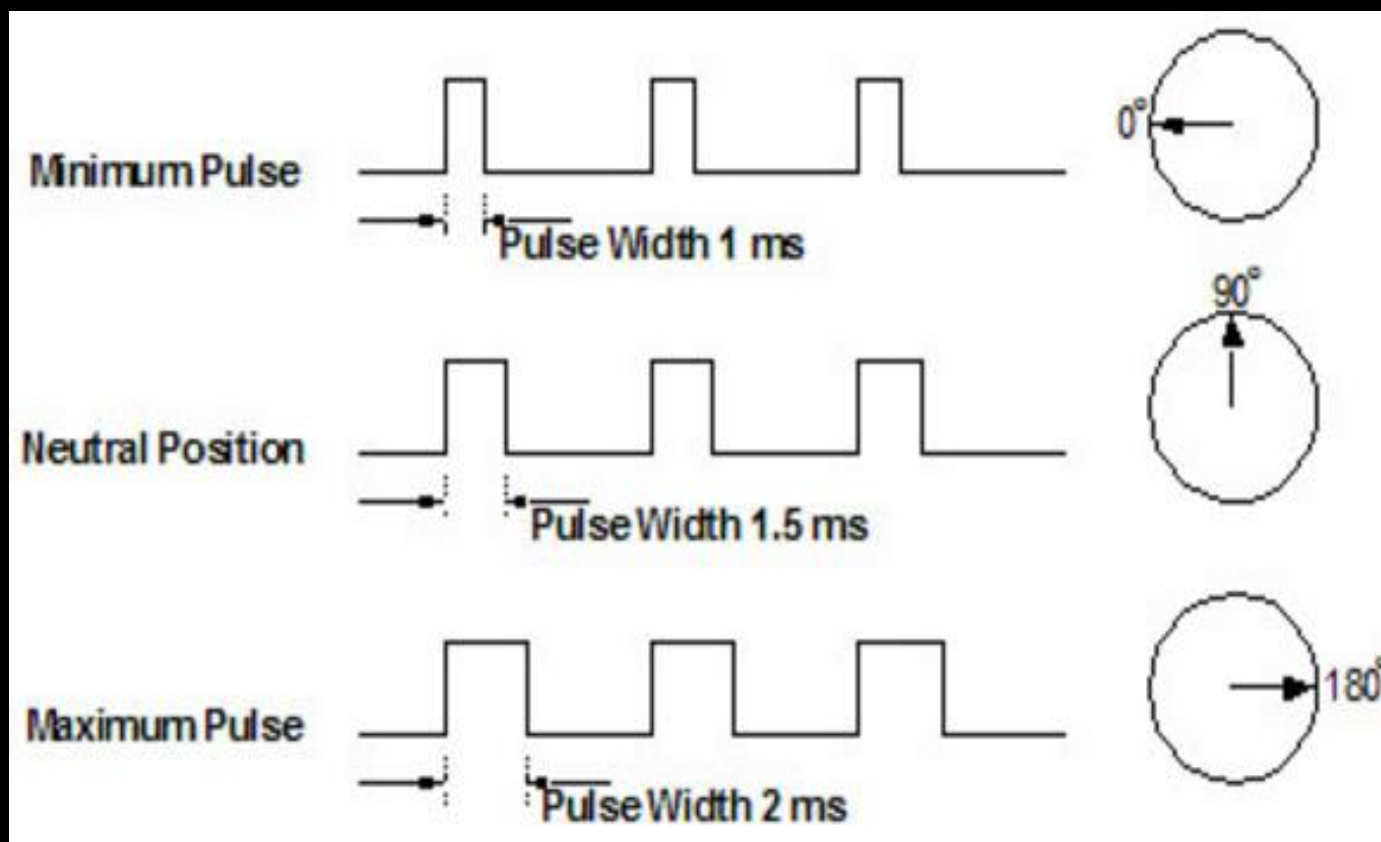 0°
Minimum Pulse
Pulse Width 1 ms
90°
Neutral Position
Pulse Width 1.5 ms
180°
Maximum Pulse
Pulse Width 2 ms